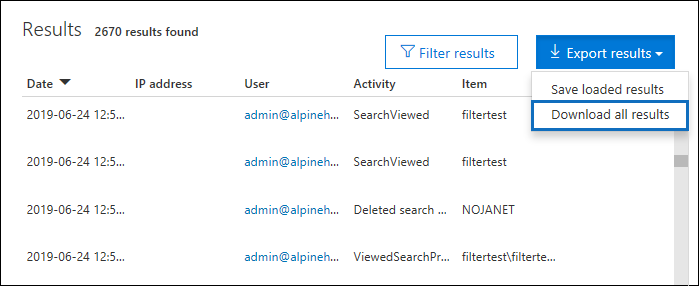 Results 2670 results found
Filter results Export results
Save loaded results
Download all results
Date IP address User Activity Item
2019-06-24 12:5... admin@alpineh... SearchViewed filtertest
2019-06-24 12:5... admin@alpineh... SearchViewed filtertest
2019-06-24 12:5... admin@alpineh... Deleted search ... NOJANET
2019-06-24 12:5... admin@alpineh... ViewedSearchPr... filtertest\filterte...